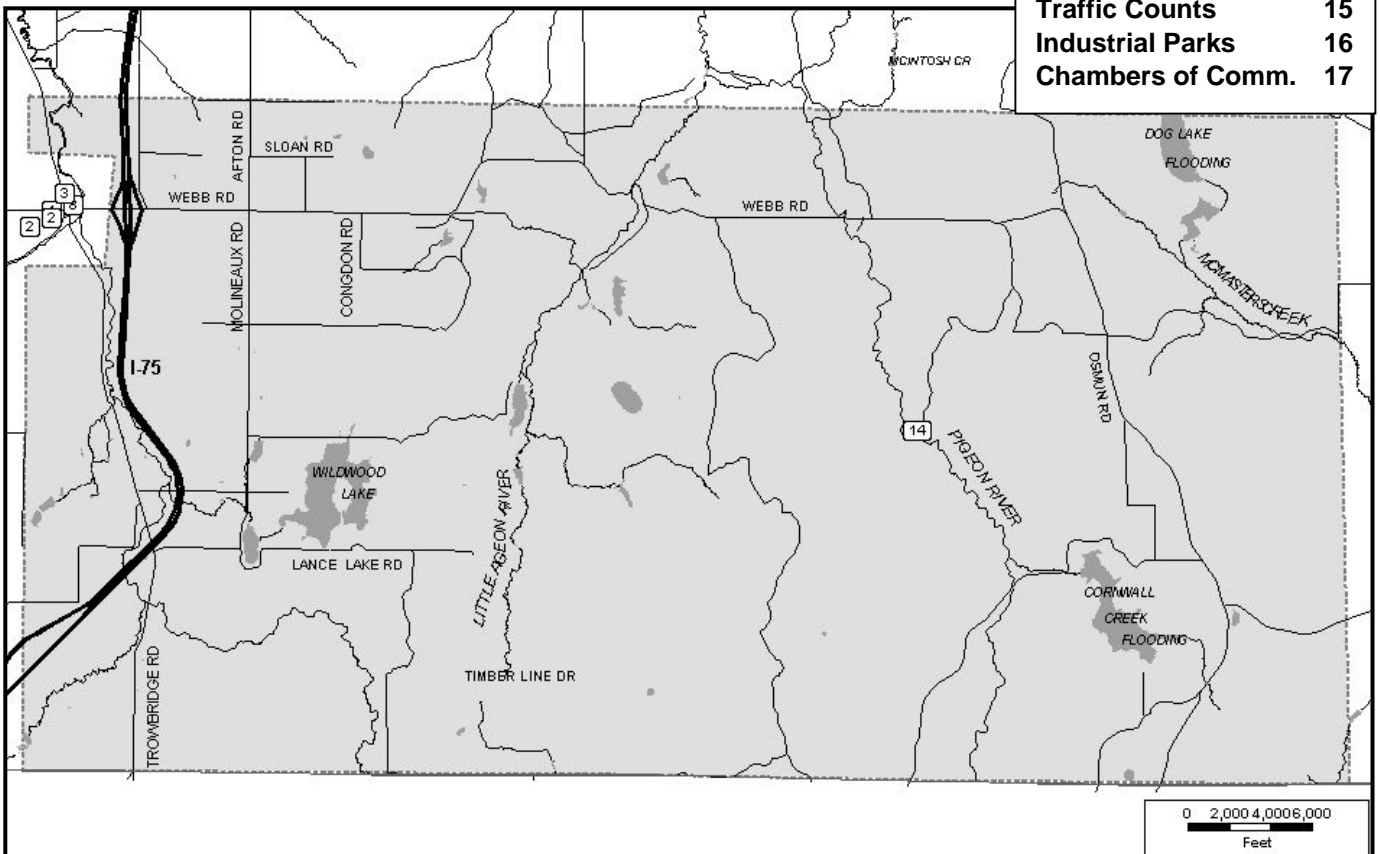 Traffic Counts 15
Industrial Parks 16
Chambers of Comm. 17
MCINTOSH CR
DOG LAKE
FLOODING
AFTON RD
SLOAN RD
WEBB RD
WEBB RD
3
2
2
MOLINEAUX RD
CONGDON RD
MCMASTERSCREEK
I-75
OSMUN RD
14
PIGEON RIVER
WILDWOOD
LAKE
LITTLE PIGEON RIVER
LANCE LAKE RD
CORNWALL
CREEK
FLOODING
TIMBER LINE DR
TROWBRIDGE RD
0 2,000 4,000 6,000
Feet